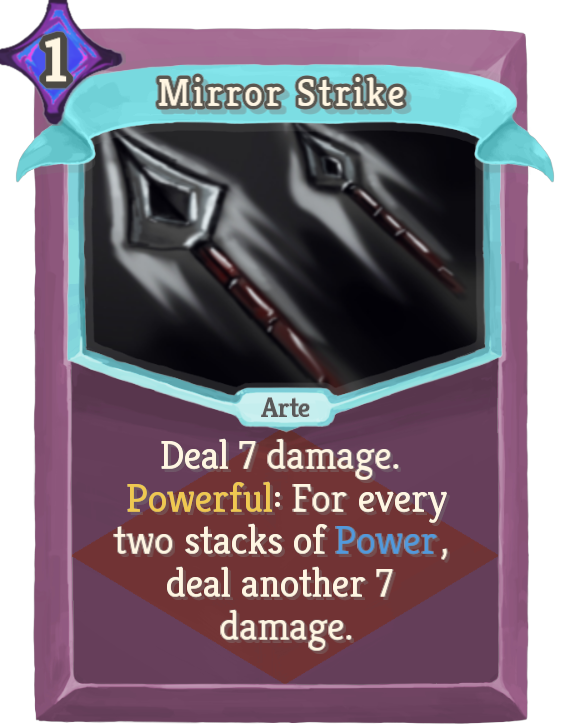 1
Mirror Strike
Arte
Deal 7 damage.
Powerful: For every
two stacks of Power,
deal another 7
damage.